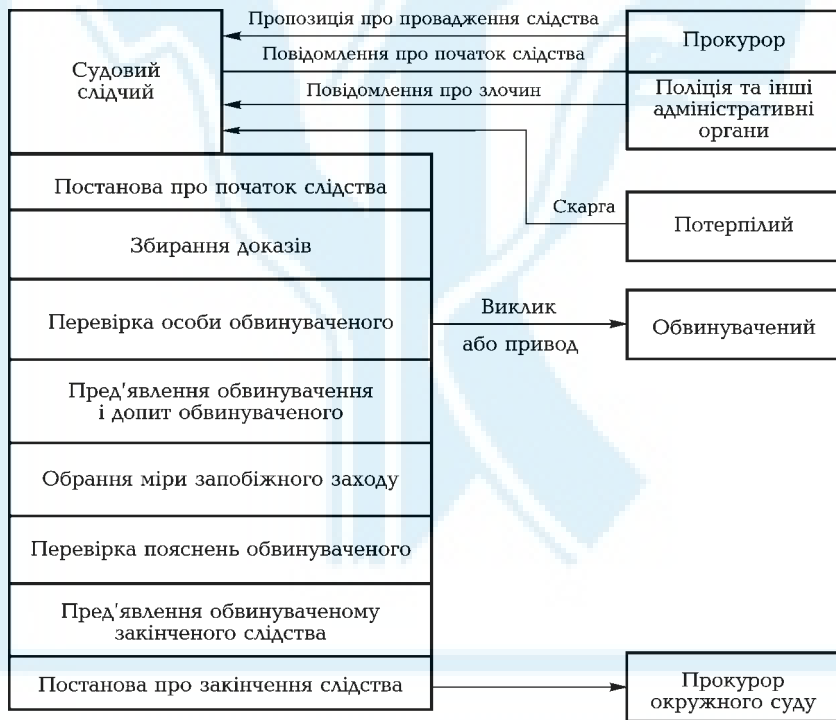 Пропозиція про провадження слідства
Прокурор
Судовий
слідчий
Повідомлення про початок слідства
Повідомлення про злочин
Поліція та інші
адміністративні
органи
Постанова про початок слідства
Скарга
Потерпілий
Збирання доказів
Перевірка особи обвинуваченого
Виклик
або привод
Обвинувачений
Пред’явлення обвинувачення
і допит обвинуваченого
Обрання міри запобіжного заходу
Перевірка пояснень обвинуваченого
Пред’явлення обвинуваченому
закінченого слідства
Постанова про закінчення слідства
Прокурор
окружного суду